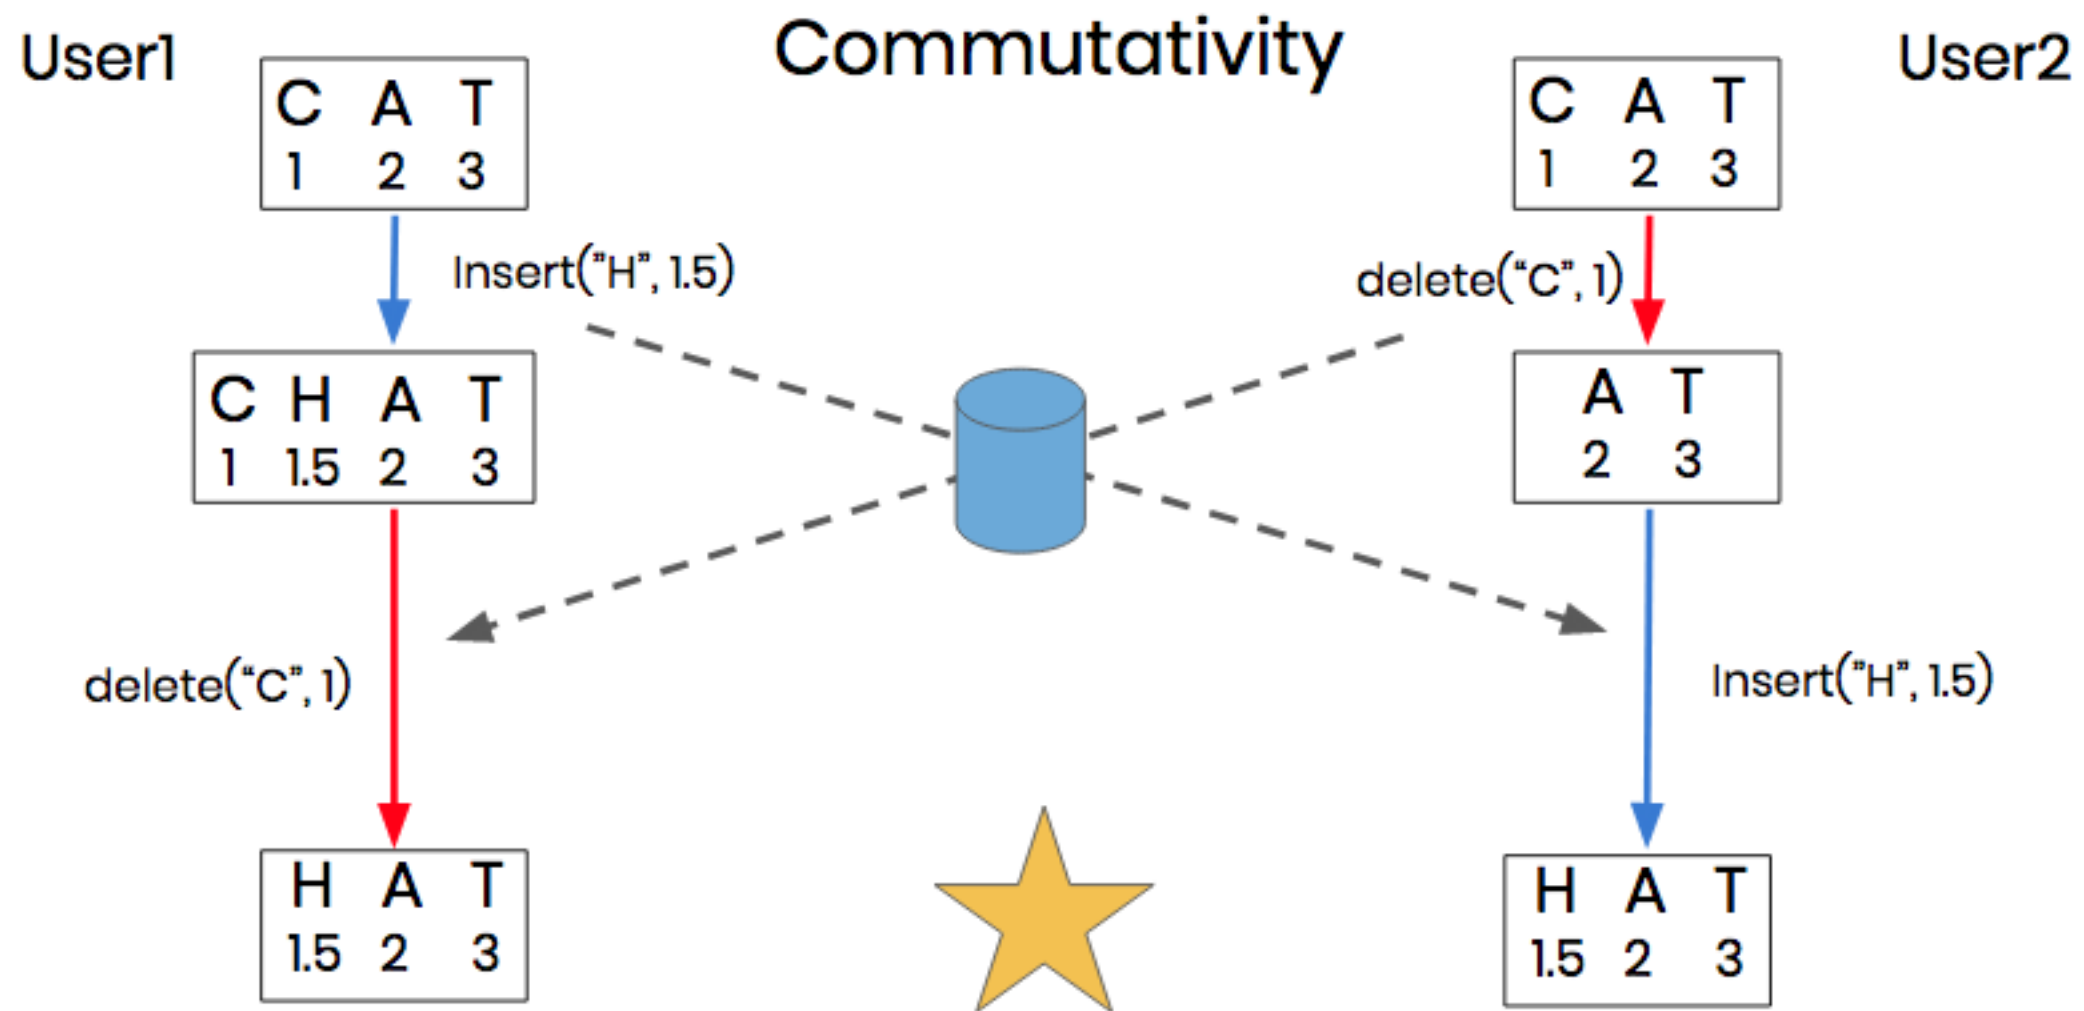 User1
Commutativity
User2
C A T
1 2 3
C A T
1 2 3
Insert(”H”, 1.5)
delete(“C”, 1)
C H A T
1 1.5 2 3
A T
2 3
delete(“C”, 1)
Insert(”H”, 1.5)
H A T
1.5 2 3
H A T
1.5 2 3